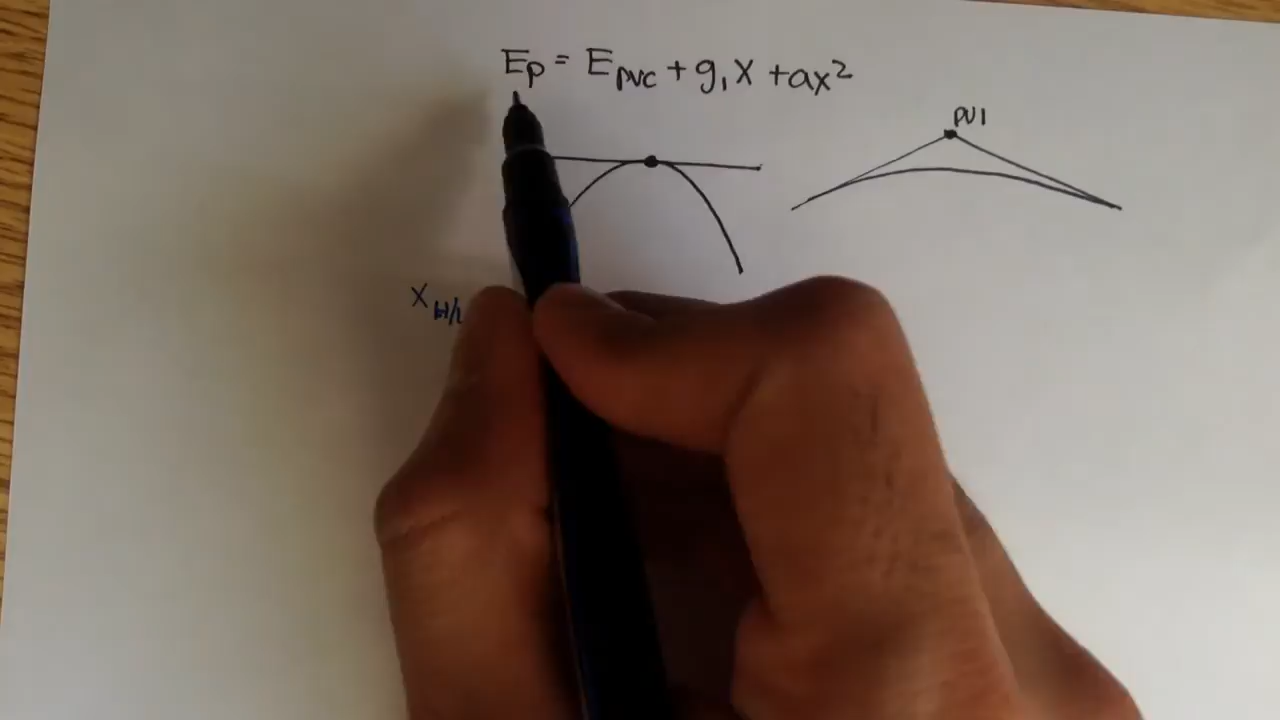 Ep = Epvc + g₁x + ax²
PVI
X H/L